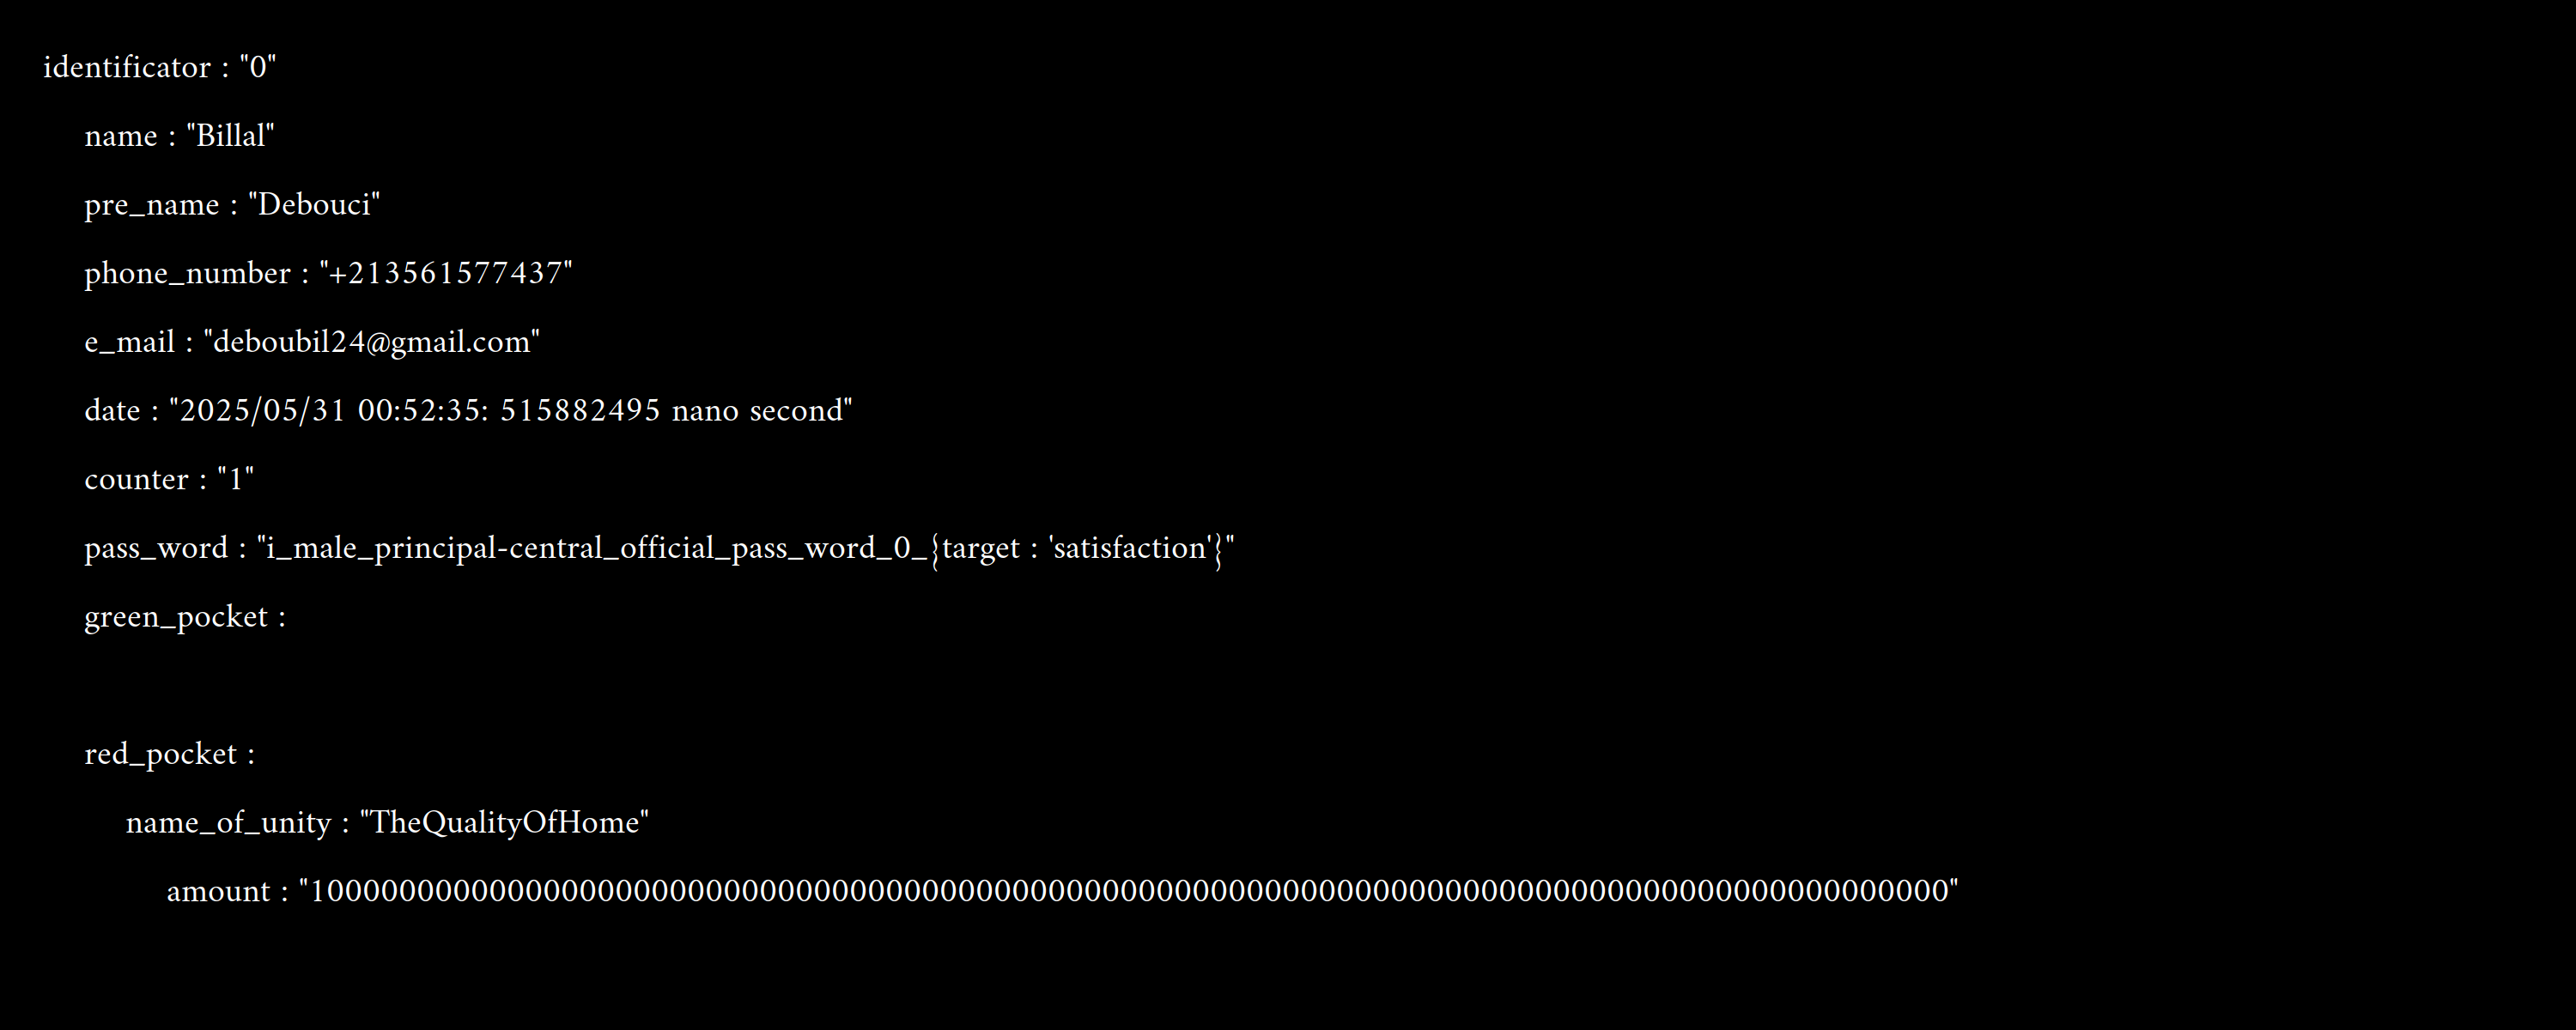 identificator : "0"
name : "Billal"
pre_name : "Debouci"
phone_number : "+213561577437"
e_mail : "deboubil24@gmail.com"
date : "2025/05/31 00:52:35: 515882495 nano second"
counter : "1"
pass_word : "i_male_principal-central_official_pass_word_0_{target : 'satisfaction'}"
green_pocket :
red_pocket :
name_of_unity : "TheQualityOfHome"
amount : "1000000000000000000000000000000000000000000000000000000000000000000000000000000000000000000"